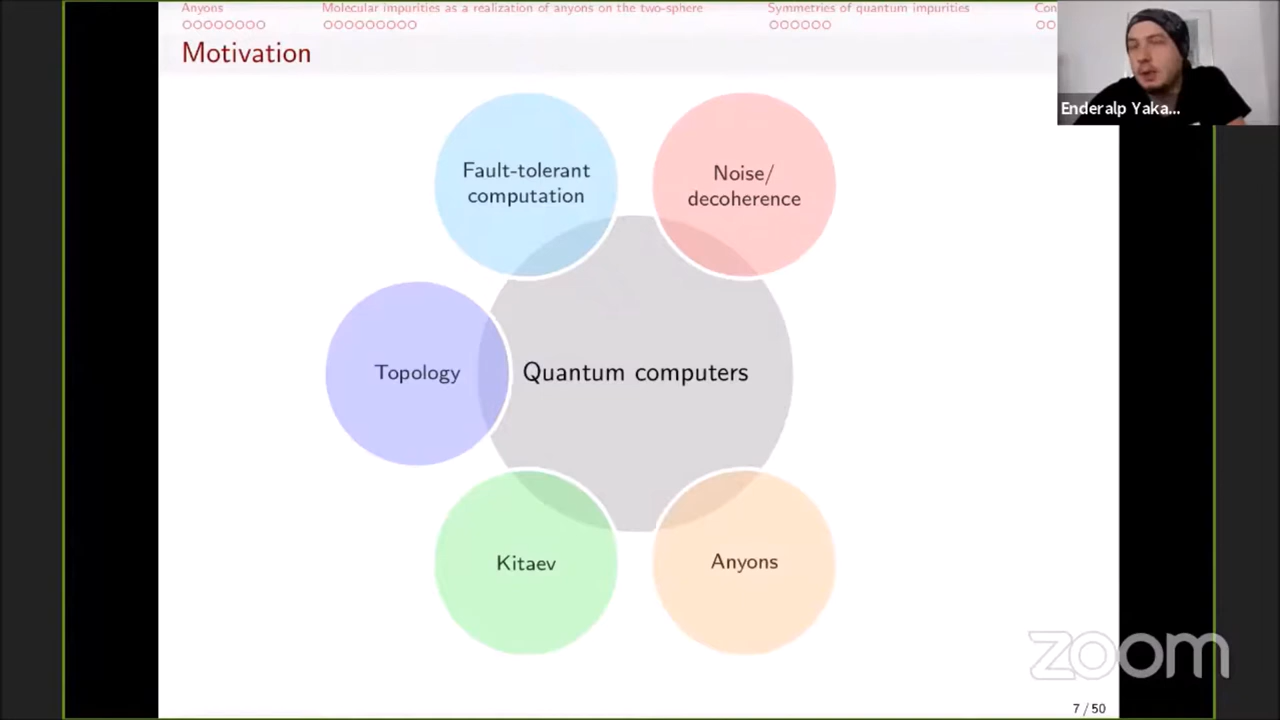 Anyons
Molecular impurities as a realization of anyons on the two-sphere
Symmetries of quantum impurities
Con
Motivation
Enderalp Yaka...
Fault-tolerant
computation
Noise/
decoherence
Topology
Quantum computers
Kitaev
Anyons
zoom
7 / 50